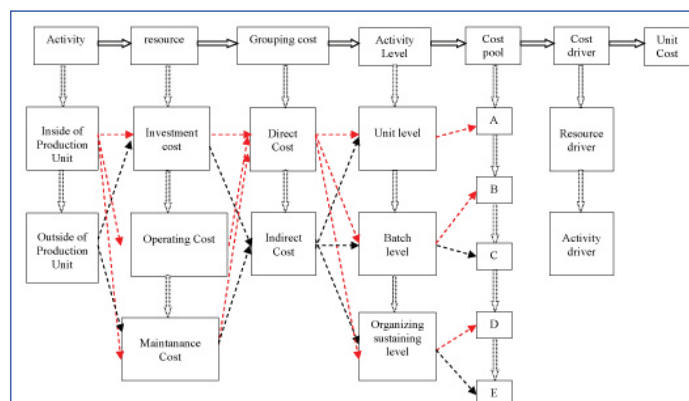 Activity
resource
Grouping cost
Activity
Level
Cost
pool
Cost
driver
Unit
Cost
Inside of
Production
Unit
Investment
cost
Direct
Cost
Unit level
A
Resource
driver
B
Outside of
Production
Unit
Operating Cost
Indirect
Cost
Batch
level
C
Activity
driver
Maintanance
Cost
Organizing
sustaining level
D
E